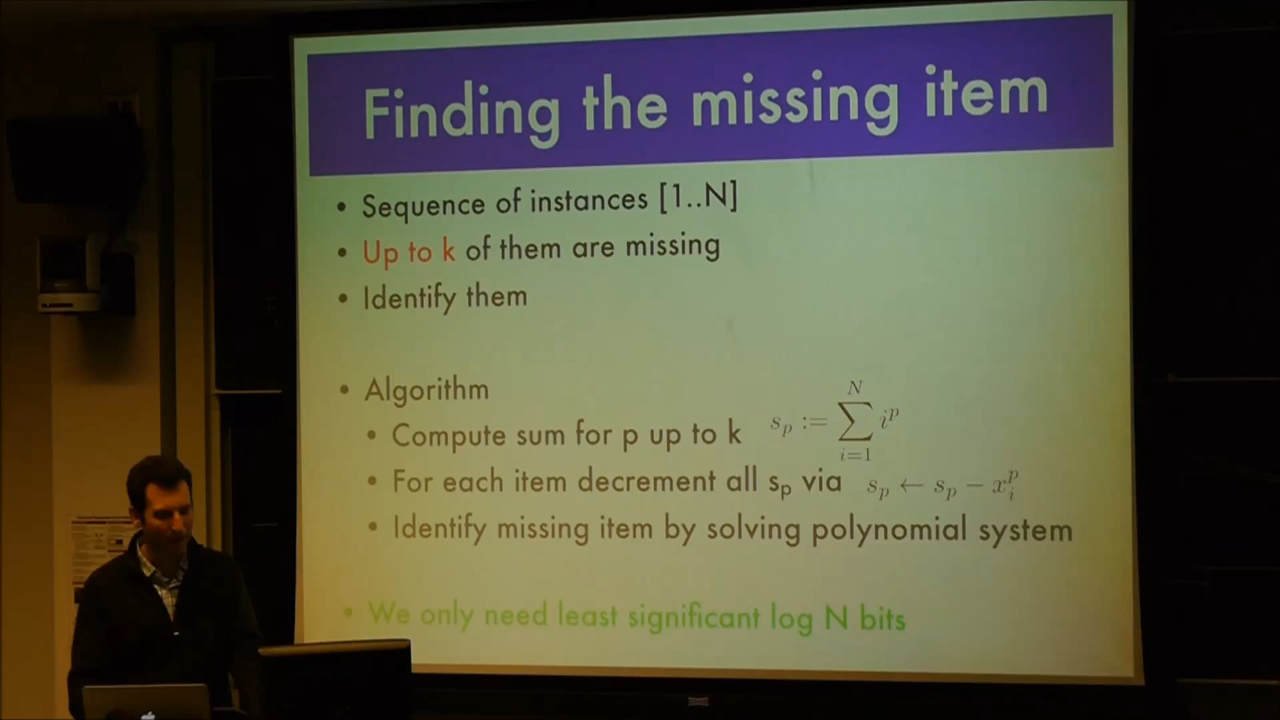 Finding the missing item
• Sequence of instances [1..N]
• Up to k of them are missing
• Identify them
• Algorithm
• Compute sum for p up to k s_p := \sum_{i=1}^{N} i^p
• For each item decrement all s_p via s_p ← s_p − x_i^p
• Identify missing item by solving polynomial system
• We only need least significant log N bits